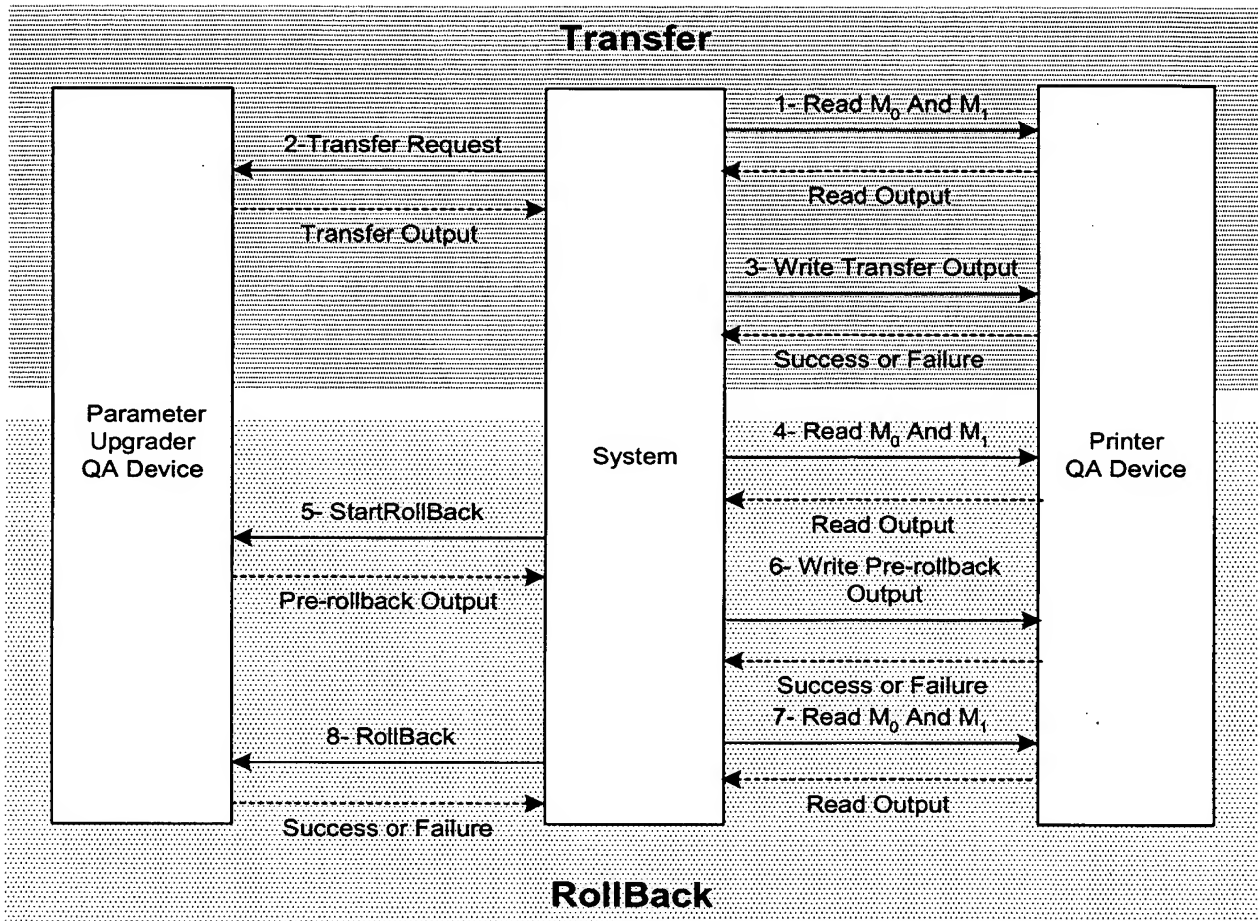 Transfer
1- Read M₀ And M₁
2-Transfer Request
Read Output
Transfer Output
3- Write Transfer Output
Success or Failure
Parameter
Upgrader
QA Device
System
Printer
QA Device
4- Read M₀ And M₁
Read Output
5- StartRollBack
Pre-rollback Output
6- Write Pre-rollback
Output
Success or Failure
7- Read M₀ And M₁
8- RollBack
Read Output
Success or Failure
RollBack